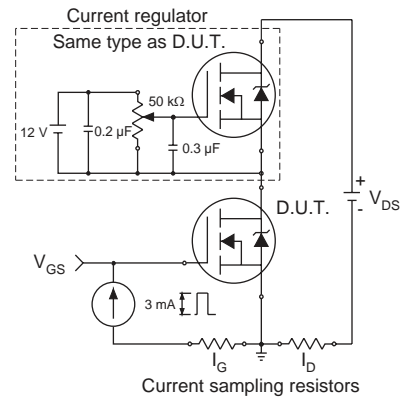 Current regulator
Same type as D.U.T.
50 kΩ
12 V
0.2 µF
0.3 µF
+
V_DS
-
D.U.T.
V_GS
3 mA
I_G
I_D
Current sampling resistors